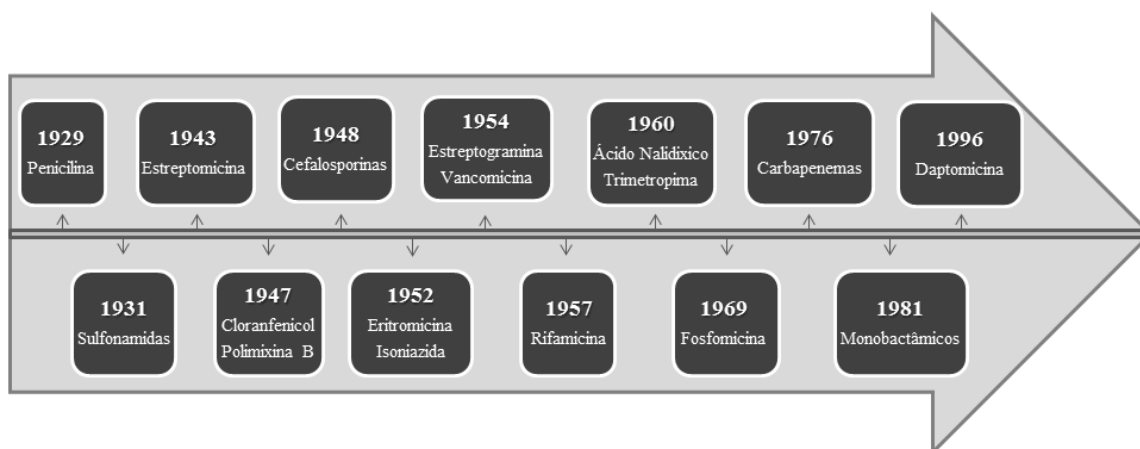 1929
Penicilina
1943
Estreptomicina
1948
Cefalosporinas
1954
Estreptogramina
Vancomicina
1960
Ácido Nalidixico
Trimetropima
1976
Carbapenemas
1996
Daptomicina
1931
Sulfonamidas
1947
Cloranfenicol
Polimixina B
1952
Eritromicina
Isoniazida
1957
Rifamicina
1969
Fosfomicina
1981
Monobactâmicos